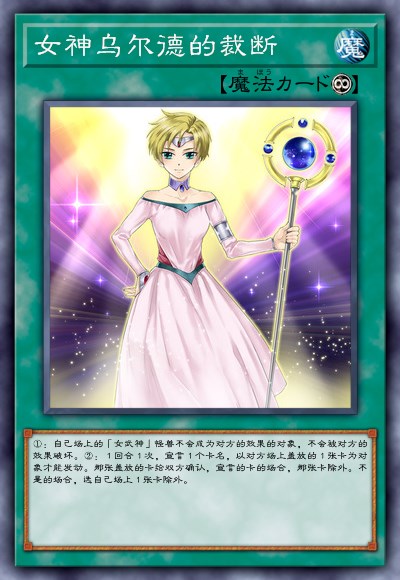 女神乌尔德的裁断
魔
【魔法カード】
ま ほう
①：自己场上的「女武神」怪兽不会成为对方的效果的对象，不会被对方的
效果破坏。②：1回合1次，宣言1个卡名，以对方场上盖放的1张卡为对
象才能发动。那张盖放的卡给双方确认，宣言的卡的场合，那张卡除外。不
是的场合，选自己场上1张卡除外。